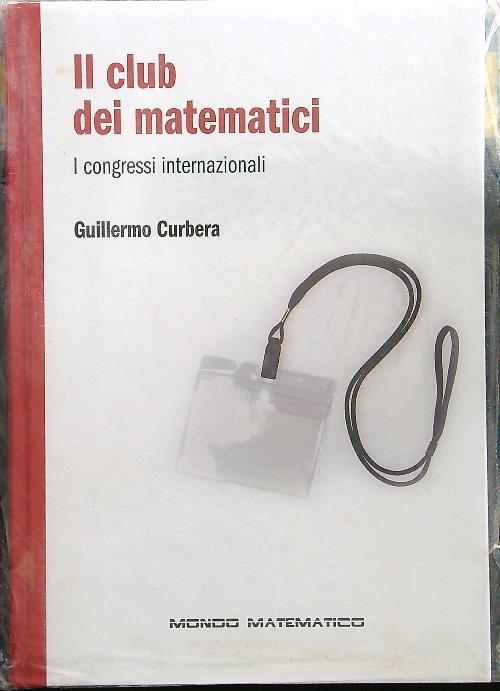 Il club
dei matematici
I congressi internazionali
Guillermo Curbera
MONDO MATEMATICO